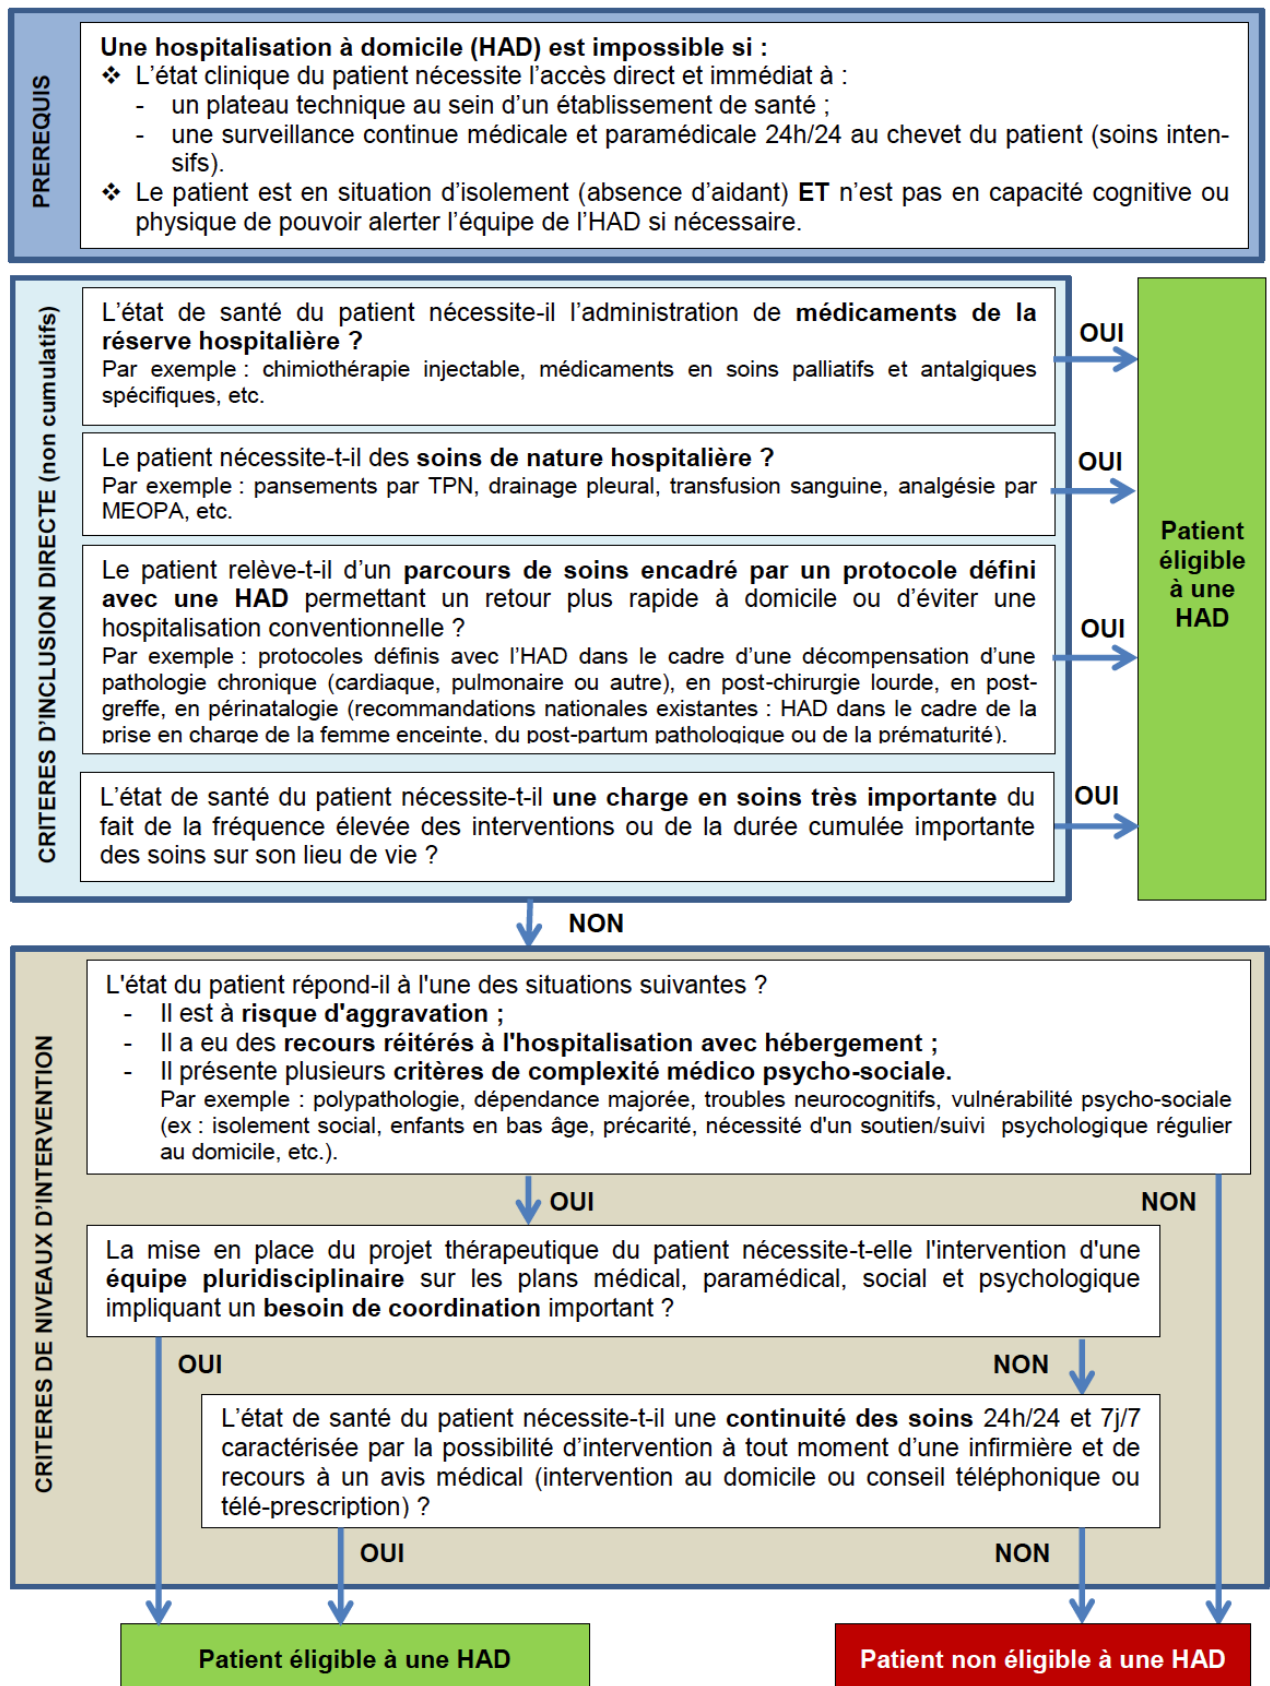 PREREQUIS
Une hospitalisation à domicile (HAD) est impossible si :
❖ L’état clinique du patient nécessite l’accès direct et immédiat à :
- un plateau technique au sein d’un établissement de santé ;
- une surveillance continue médicale et paramédicale 24h/24 au chevet du patient (soins inten-
sifs).
❖ Le patient est en situation d’isolement (absence d’aidant) ET n’est pas en capacité cognitive ou
physique de pouvoir alerter l’équipe de l’HAD si nécessaire.
CRITERES D’INCLUSION DIRECTE (non cumulatifs)
L’état de santé du patient nécessite-il l’administration de médicaments de la
réserve hospitalière ?
Par exemple : chimiothérapie injectable, médicaments en soins palliatifs et antalgiques
spécifiques, etc.
OUI
Le patient nécessite-t-il des soins de nature hospitalière ?
Par exemple : pansements par TPN, drainage pleural, transfusion sanguine, analgésie par
MEOPA, etc.
OUI
Le patient relève-t-il d’un parcours de soins encadré par un protocole défini
avec une HAD permettant un retour plus rapide à domicile ou d’éviter une
hospitalisation conventionnelle ?
Par exemple : protocoles définis avec l’HAD dans le cadre d’une décompensation d’une
pathologie chronique (cardiaque, pulmonaire ou autre), en post-chirurgie lourde, en post-
greffe, en périnatalogie (recommandations nationales existantes : HAD dans le cadre de la
prise en charge de la femme enceinte, du post-partum pathologique ou de la prématurité).
OUI
L’état de santé du patient nécessite-t-il une charge en soins très importante du
fait de la fréquence élevée des interventions ou de la durée cumulée importante
des soins sur son lieu de vie ?
OUI
Patient
éligible
à une
HAD
NON
CRITERES DE NIVEAUX D’INTERVENTION
L'état du patient répond-il à l'une des situations suivantes ?
- Il est à risque d'aggravation ;
- Il a eu des recours réitérés à l'hospitalisation avec hébergement ;
- Il présente plusieurs critères de complexité médico psycho-sociale.
Par exemple : polypathologie, dépendance majorée, troubles neurocognitifs, vulnérabilité psycho-sociale
(ex : isolement social, enfants en bas âge, précarité, nécessité d'un soutien/suivi psychologique régulier
au domicile, etc.).
OUI
NON
La mise en place du projet thérapeutique du patient nécessite-t-elle l'intervention d'une
équipe pluridisciplinaire sur les plans médical, paramédical, social et psychologique
impliquant un besoin de coordination important ?
OUI
NON
L’état de santé du patient nécessite-t-il une continuité des soins 24h/24 et 7j/7
caractérisée par la possibilité d’intervention à tout moment d’une infirmière et de
recours à un avis médical (intervention au domicile ou conseil téléphonique ou
télé-prescription) ?
OUI
NON
Patient éligible à une HAD
Patient non éligible à une HAD